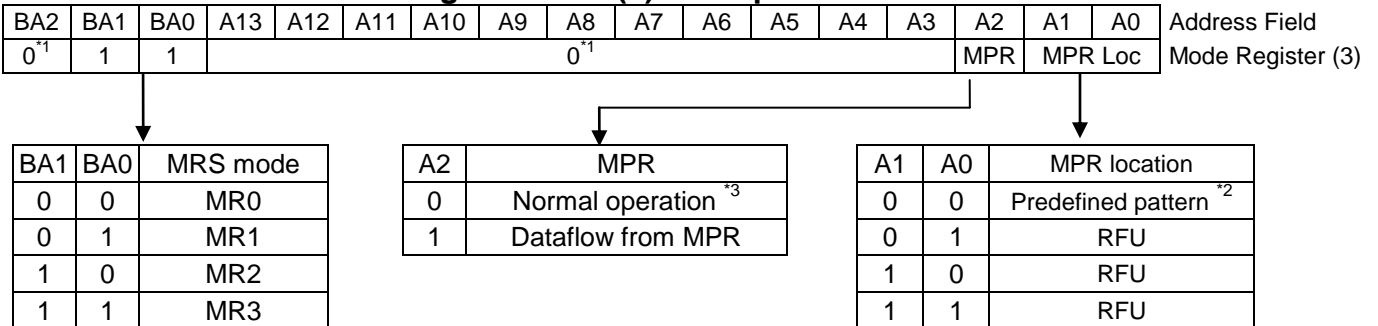 BA2 BA1 BA0 A13 A12 A11 A10 A9 A8 A7 A6 A5 A4 A3 A2 A1 A0 Address Field
0*1 1 1 0*1 MPR MPR Loc Mode Register (3)
BA1 BA0 MRS mode
0 0 MR0
0 1 MR1
1 0 MR2
1 1 MR3
A2 MPR
0 Normal operation *3
1 Dataflow from MPR
A1 A0 MPR location
0 0 Predefined pattern *2
0 1 RFU
1 0 RFU
1 1 RFU